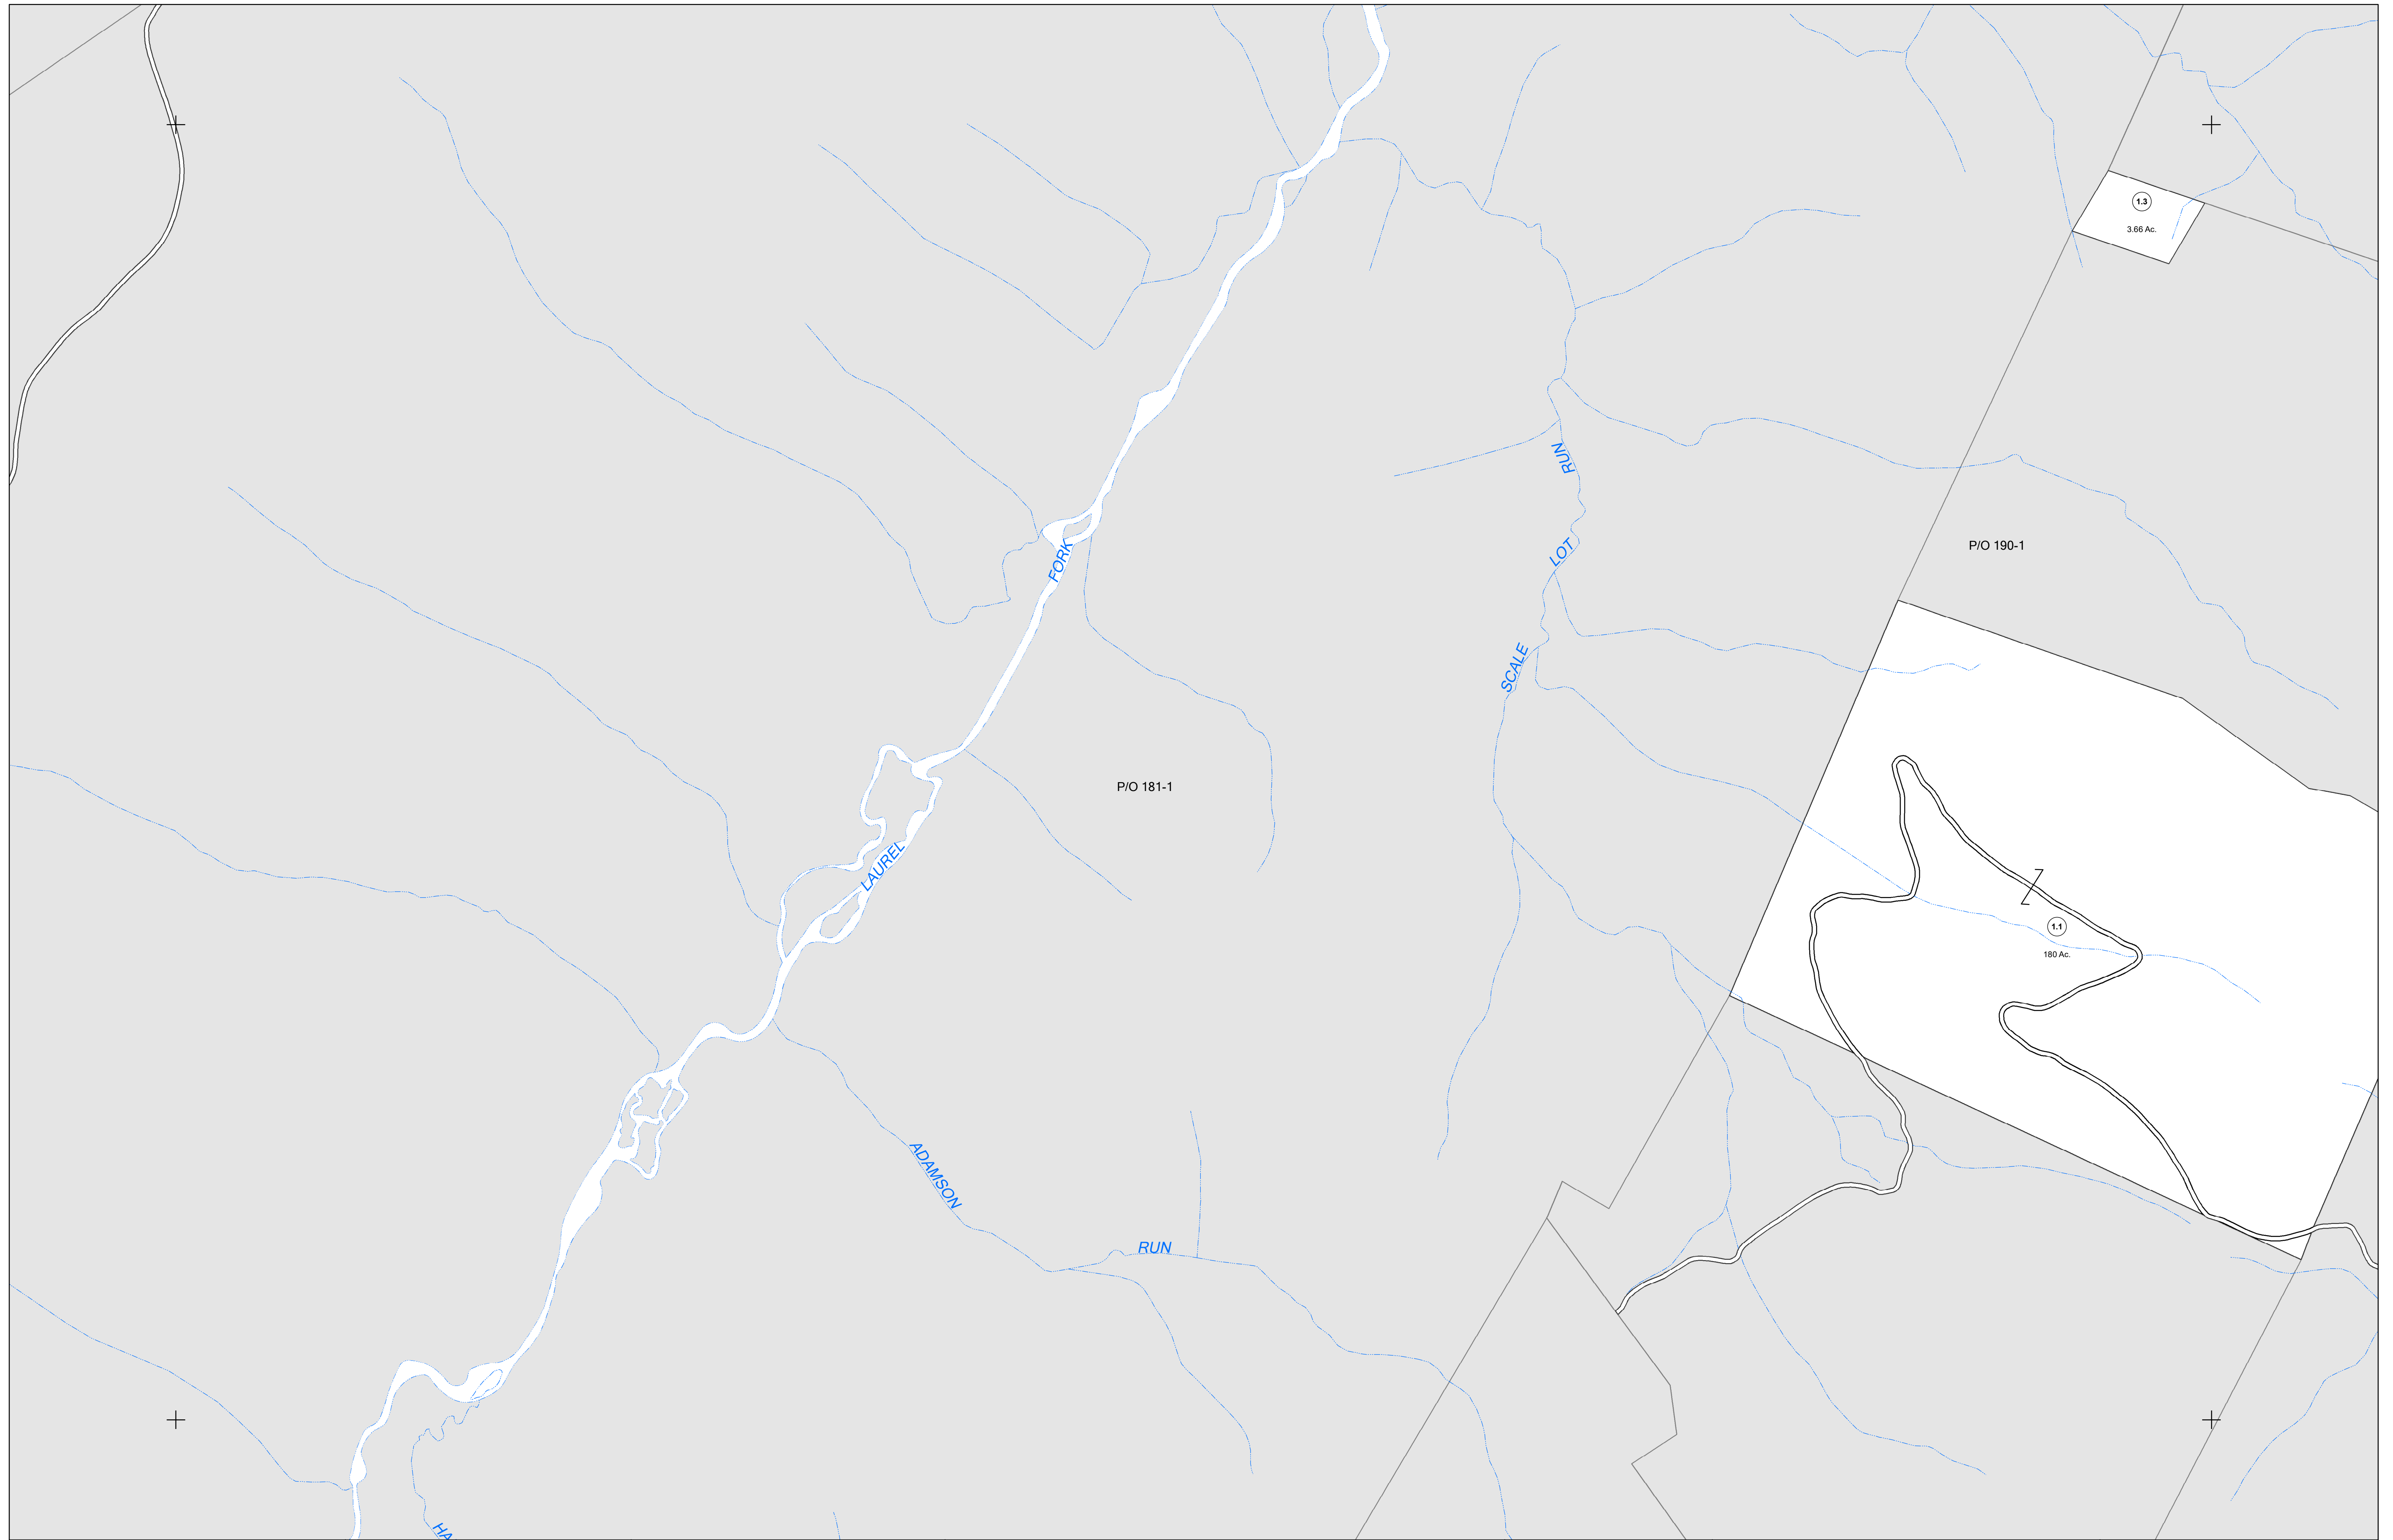 1.3
3.66 Ac.
RUN
LOT
SCALE
FORK
P/O 190-1
P/O 181-1
LAUREL
1.1
180 Ac.
ADAMSON
RUN
HA